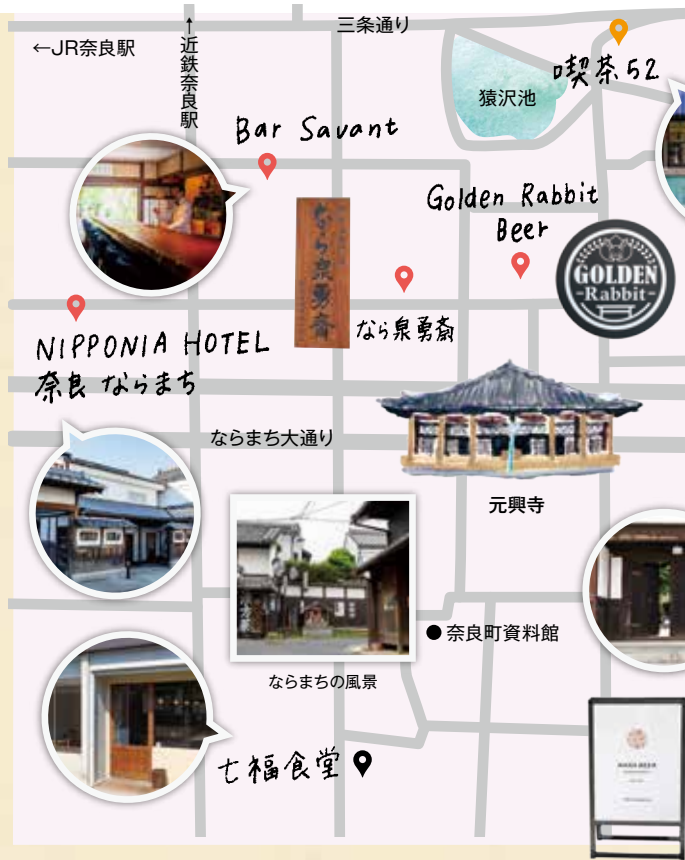 三条通り
←JR奈良駅
↑近鉄奈良駅
喫茶52
猿沢池
Bar Savant
Golden Rabbit
Beer
GOLDEN
-Rabbit-
なら泉勇斎
なら泉勇斎
NIPPONIA HOTEL
奈良 ならまち
ならまち大通り
元興寺
●奈良町資料館
ならまちの風景
七福食堂